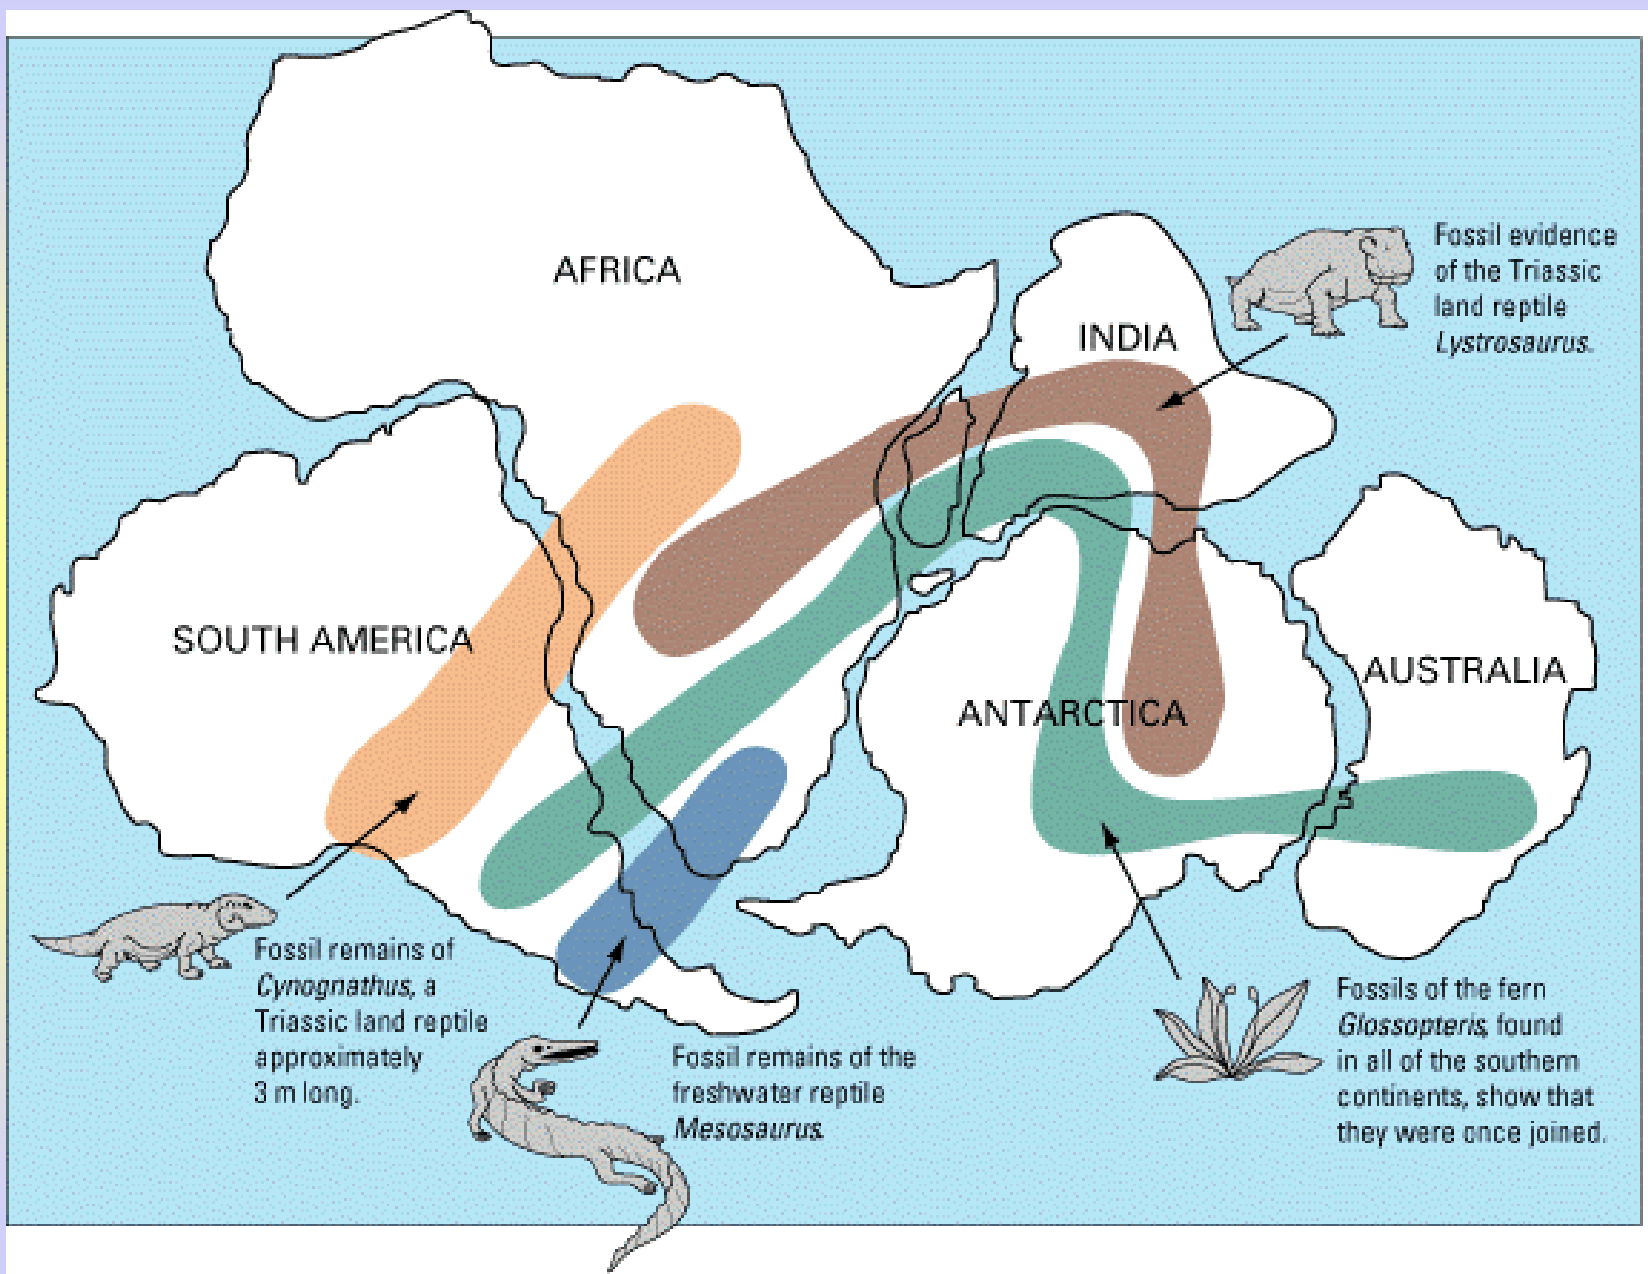 AFRICA
INDIA
Fossil evidence
of the Triassic
land reptile
Lystrosaurus.
SOUTH AMERICA
ANTARCTICA
AUSTRALIA
Fossil remains of
Cynognathus, a
Triassic land reptile
approximately
3 m long.
Fossil remains of the
freshwater reptile
Mesosaurus.
Fossils of the fern
Glossopteris, found
in all of the southern
continents, show that
they were once joined.